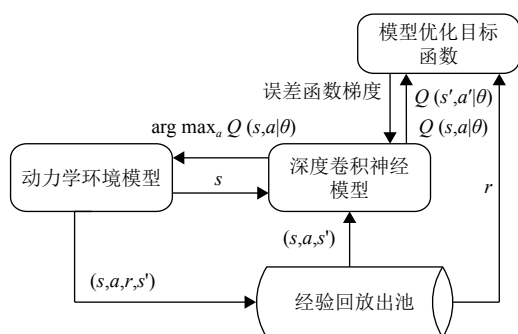 模型优化目标
函数
误差函数梯度
Q (s′,a′|θ)
Q (s,a|θ)
arg max_a Q (s,a|θ)
动力学环境模型
s
深度卷积神经
模型
r
(s,a,s')
(s,a,r,s')
经验回放出池